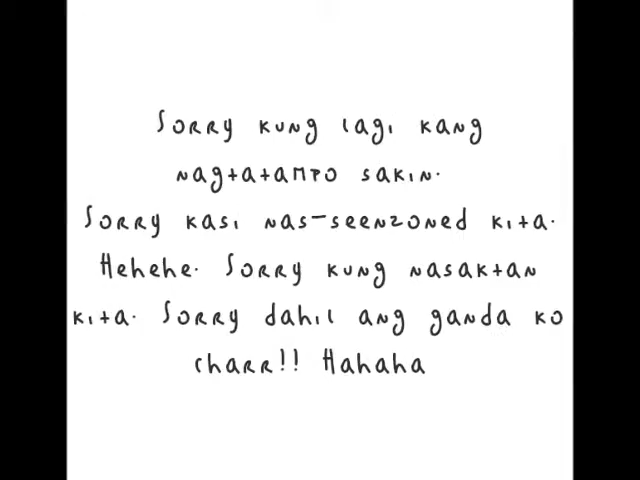 Sorry kung lagi kang
nagtatampo sakin.
Sorry kasi nas-seenzoned kita.
Hehehe. Sorry kung nasaktan
kita. Sorry dahil ang ganda ko
charr!! Hahaha